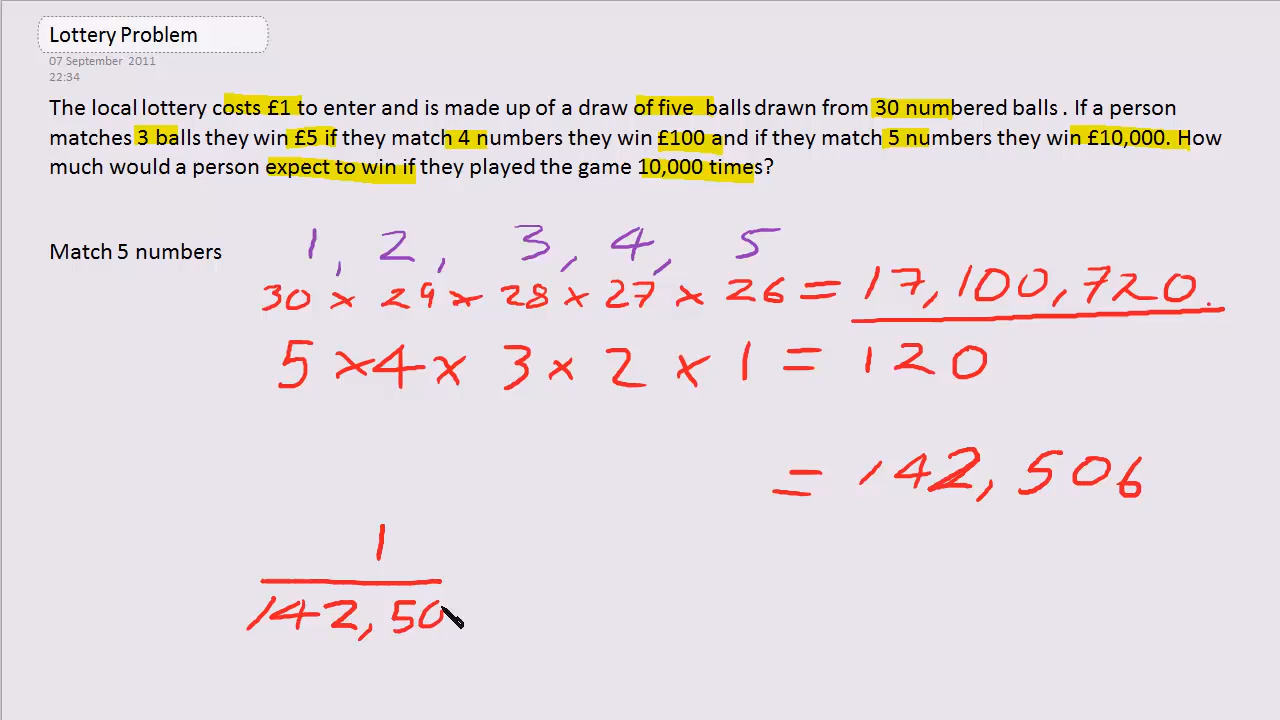 Lottery Problem
07 September 2011
22:34
The local lottery costs £1 to enter and is made up of a draw of five balls drawn from 30 numbered balls . If a person
matches 3 balls they win £5 if they match 4 numbers they win £100 and if they match 5 numbers they win £10,000. How
much would a person expect to win if they played the game 10,000 times?
1, 2, 3, 4, 5
Match 5 numbers
30 × 29 × 28 × 27 × 26 = 17,100,720.
5 × 4 × 3 × 2 × 1 = 120
= 142,506
1
142,50